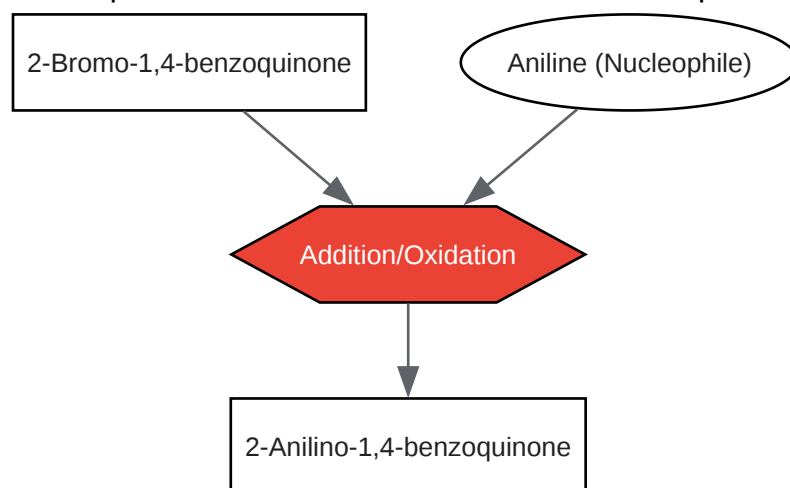 2-Bromo-1,4-benzoquinone
Aniline (Nucleophile)
Addition/Oxidation
2-Anilino-1,4-benzoquinone